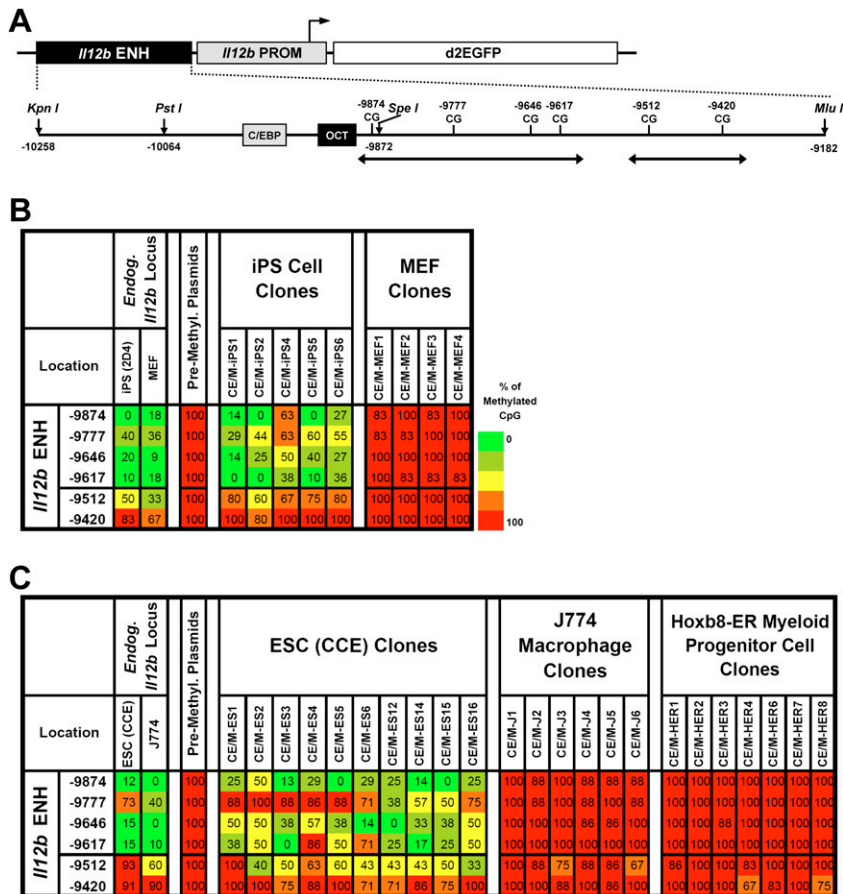 A
Il12b ENH Il12b PROM d2EGFP
Kpn I Pst I C/EBP OCT -9874 CG Spe I -9777 CG -9646 CG -9617 CG -9512 CG -9420 CG Mlu I
-10258 -10064 -9872 -9182
B
Endog. Il12b Locus Pre-Methyl. Plasmids iPS Cell Clones MEF Clones
Location iPS (2D4) MEF CE/M-iPS1 CE/M-iPS2 CE/M-iPS4 CE/M-iPS5 CE/M-iPS6 CE/M-MEF1 CE/M-MEF2 CE/M-MEF3 CE/M-MEF4
Il12b ENH
-9874 0 18 100 14 0 63 0 27 83 100 83 100
-9777 40 36 100 29 44 63 60 55 83 83 100 100
-9646 20 9 100 14 25 50 40 27 100 100 100 100
-9617 10 18 100 0 0 38 10 36 100 83 83 83
-9512 50 33 100 80 60 67 75 80 100 100 100 100
-9420 83 67 100 100 80 100 100 100 100 100 100 100
% of Methylated CpG
0
100
C
Endog. Il12b Locus Pre-Methyl. Plasmids ESC (CCE) Clones J774 Macrophage Clones Hoxb8-ER Myeloid Progenitor Cell Clones
Location ESC (CCE) J774 CE/M-ES1 CE/M-ES2 CE/M-ES3 CE/M-ES4 CE/M-ES5 CE/M-ES6 CE/M-ES12 CE/M-ES14 CE/M-ES15 CE/M-ES16 CE/M-J1 CE/M-J2 CE/M-J3 CE/M-J4 CE/M-J5 CE/M-J6 CE/M-HER1 CE/M-HER2 CE/M-HER3 CE/M-HER4 CE/M-HER6 CE/M-HER7 CE/M-HER8
Il12b ENH
-9874 12 0 100 25 50 13 29 0 29 25 14 0 25 100 88 100 88 88 88 100 100 100 100 100 100 100
-9777 73 40 100 88 100 88 86 88 71 38 57 50 75 100 88 100 100 86 88 100 100 100 100 100 100 100
-9646 15 0 100 50 50 38 57 38 14 0 33 38 50 100 100 100 100 100 100 100 100 88 100 100 100 100
-9617 15 10 100 38 50 0 86 50 71 25 17 25 50 100 100 100 100 100 100 100 100 100 100 100 100 100
-9512 93 60 100 100 40 50 63 60 43 43 43 50 33 100 88 75 88 86 67 86 100 100 83 100 100 100
-9420 91 90 100 100 100 75 88 100 71 71 86 75 100 100 100 88 100 86 100 100 100 100 67 83 100 75